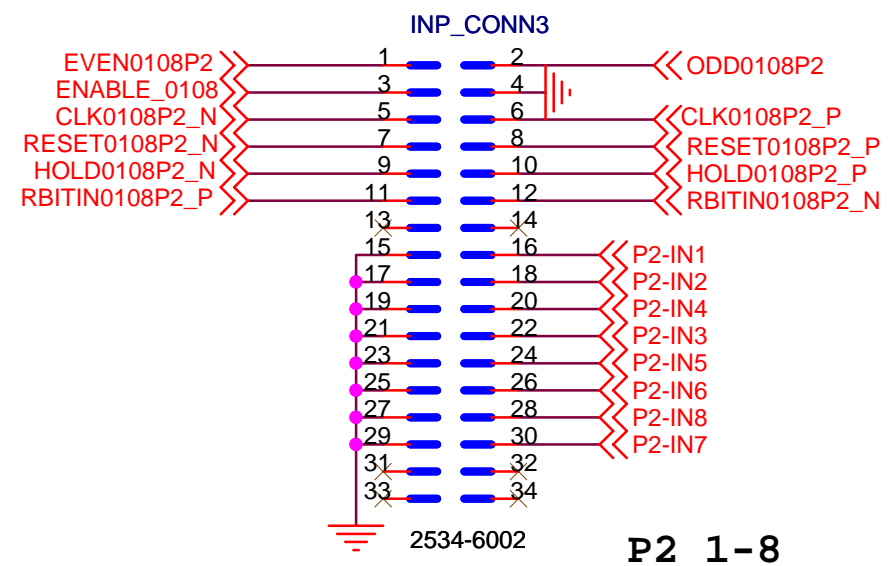 INP_CONN3
EVEN0108P2 1 2 ODD0108P2
ENABLE_0108 3 4
CLK0108P2_N 5 6 CLK0108P2_P
RESET0108P2_N 7 8 RESET0108P2_P
HOLD0108P2_N 9 10 HOLD0108P2_P
RBITIN0108P2_P 11 12 RBITIN0108P2_N
13 14
15 16 P2-IN1
17 18 P2-IN2
19 20 P2-IN4
21 22 P2-IN3
23 24 P2-IN5
25 26 P2-IN6
27 28 P2-IN8
29 30 P2-IN7
31 32
33 34
2534-6002
P2 1-8